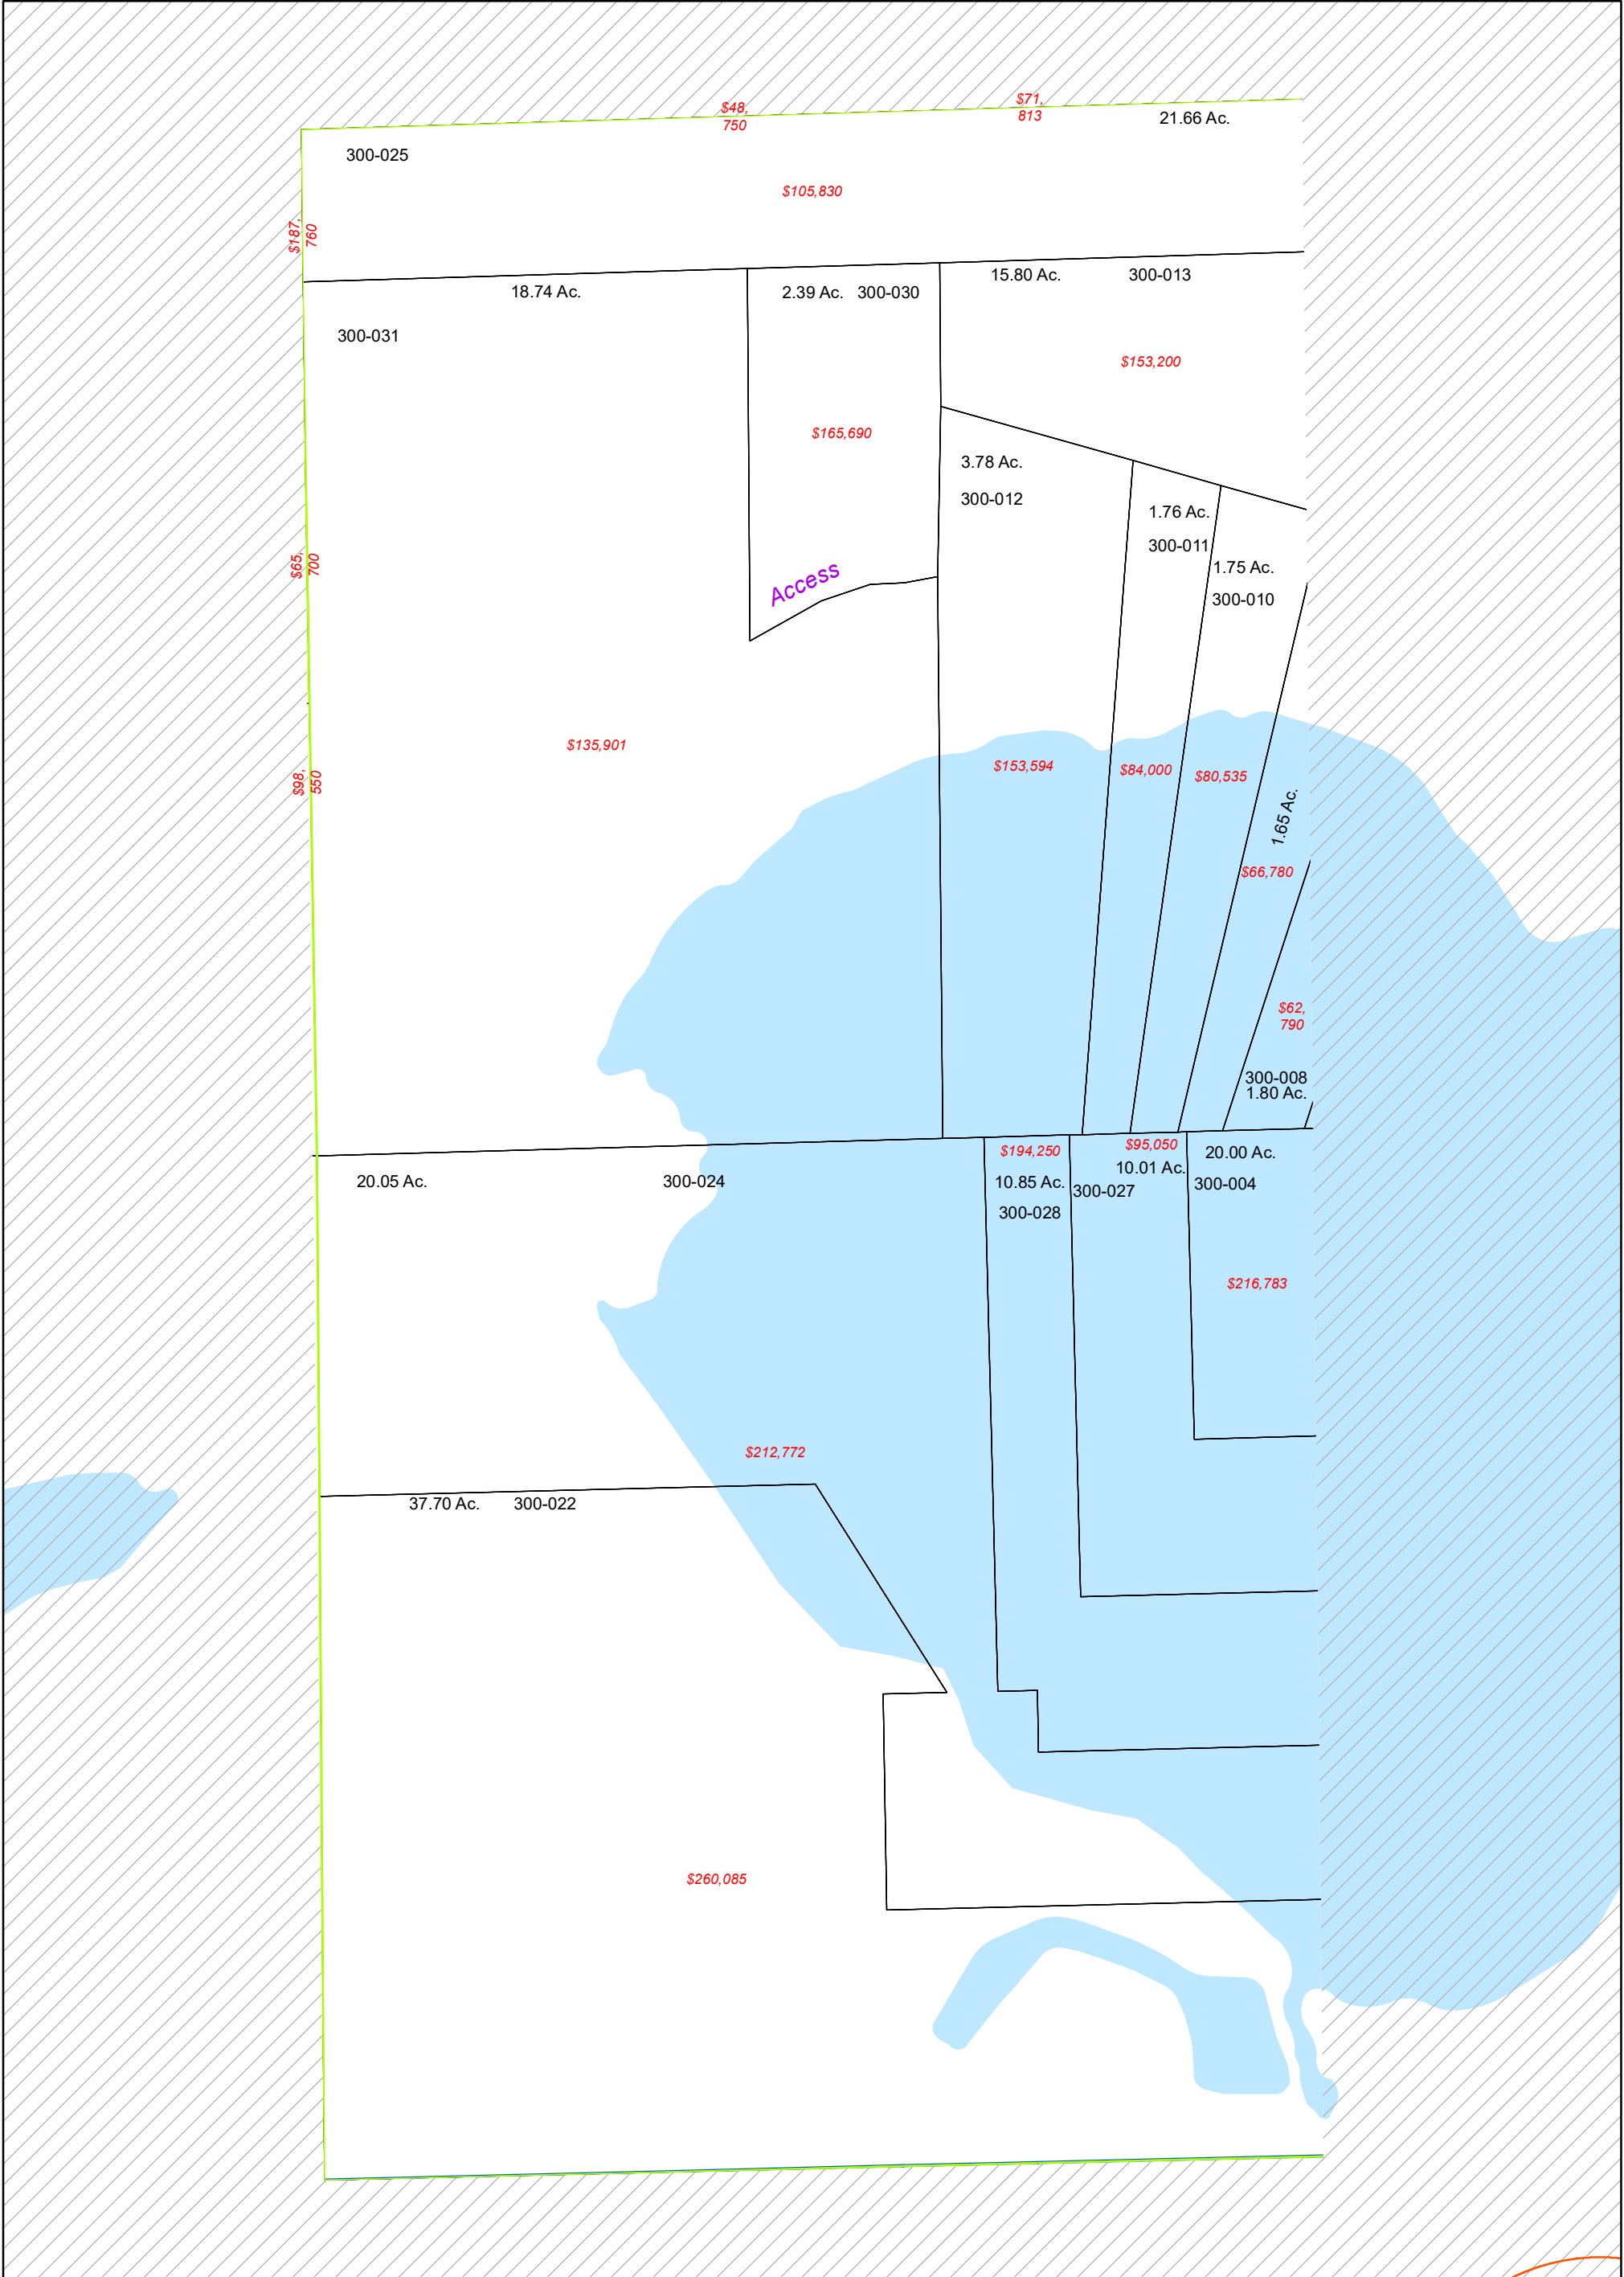 $48,
750
$71,
813
21.66 Ac.
300-025
$105,830
$187,
760
18.74 Ac.
2.39 Ac. 300-030
15.80 Ac. 300-013
300-031
$153,200
$165,690
3.78 Ac.
300-012
1.76 Ac.
300-011
1.75 Ac.
300-010
$65,
700
Access
$135,901
$98,
550
$153,594
$84,000
$80,535
1.65 Ac.
$66,780
$62,
790
300-008
1.80 Ac.
20.05 Ac.
300-024
$194,250
10.85 Ac.
300-028
$95,050
10.01 Ac.
300-027
20.00 Ac.
300-004
$216,783
$212,772
37.70 Ac. 300-022
$260,085